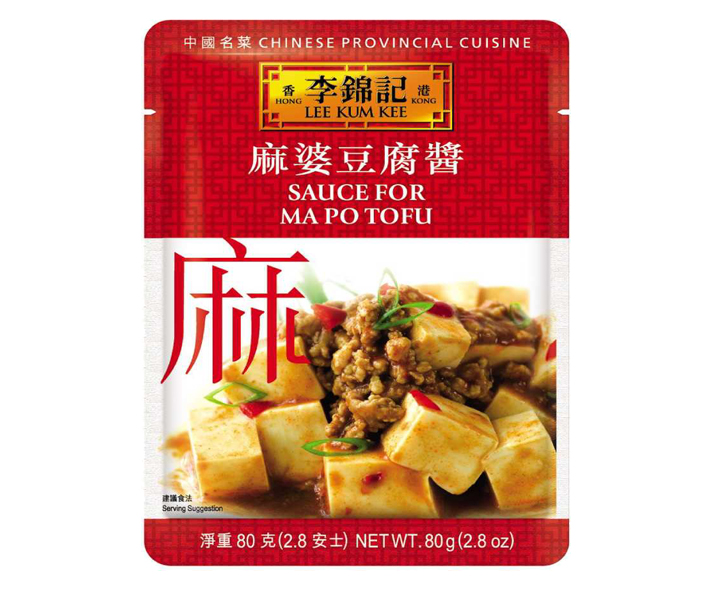 中國名菜 CHINESE PROVINCIAL CUISINE
香 李錦記 港
HONG LEE KUM KEE KONG
麻婆豆腐醬
SAUCE FOR
MA PO TOFU
麻
建議食法
Serving Suggestion
淨重 80 克 (2.8 安士) NET WT. 80 g (2.8 oz)